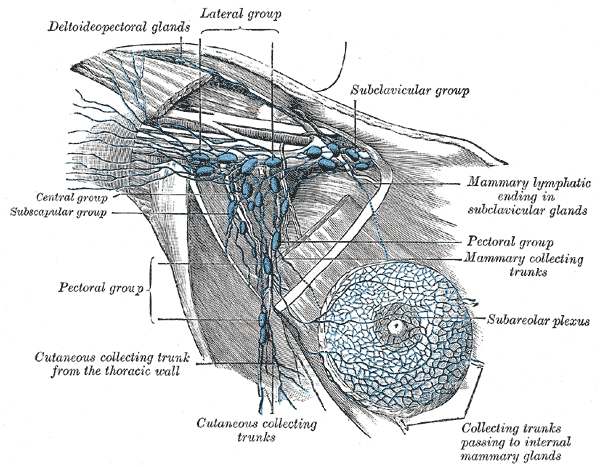 Lateral group
Deltoideopectoral glands
Subclavicular group
Central group
Subscapular group
Mammary lymphatic
ending in
subclavicular glands
Pectoral group
Mammary collecting
trunks
Pectoral group
Subareolar plexus
Cutaneous collecting trunk
from the thoracic wall
Cutaneous collecting
trunks
Collecting trunks
passing to internal
mammary glands